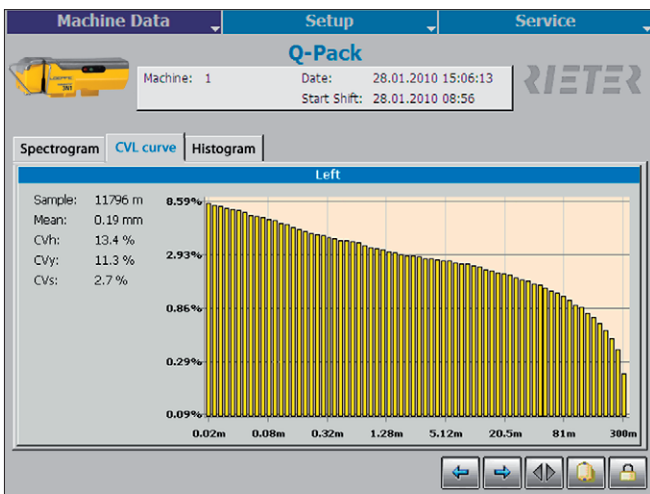 Machine Data Setup Service
Q-Pack
LOEPFE
Machine: 1 Date: 28.01.2010 15:06:13
Start Shift: 28.01.2010 08:56
RIETER
Spectrogram CVL curve Histogram
Left
Sample: 11796 m
Mean: 0.19 mm
CVh: 13.4 %
CVy: 11.3 %
CVs: 2.7 %
8.59%
2.93%
0.86%
0.29%
0.09%
0.02m 0.08m 0.32m 1.28m 5.12m 20.5m 81m 300m